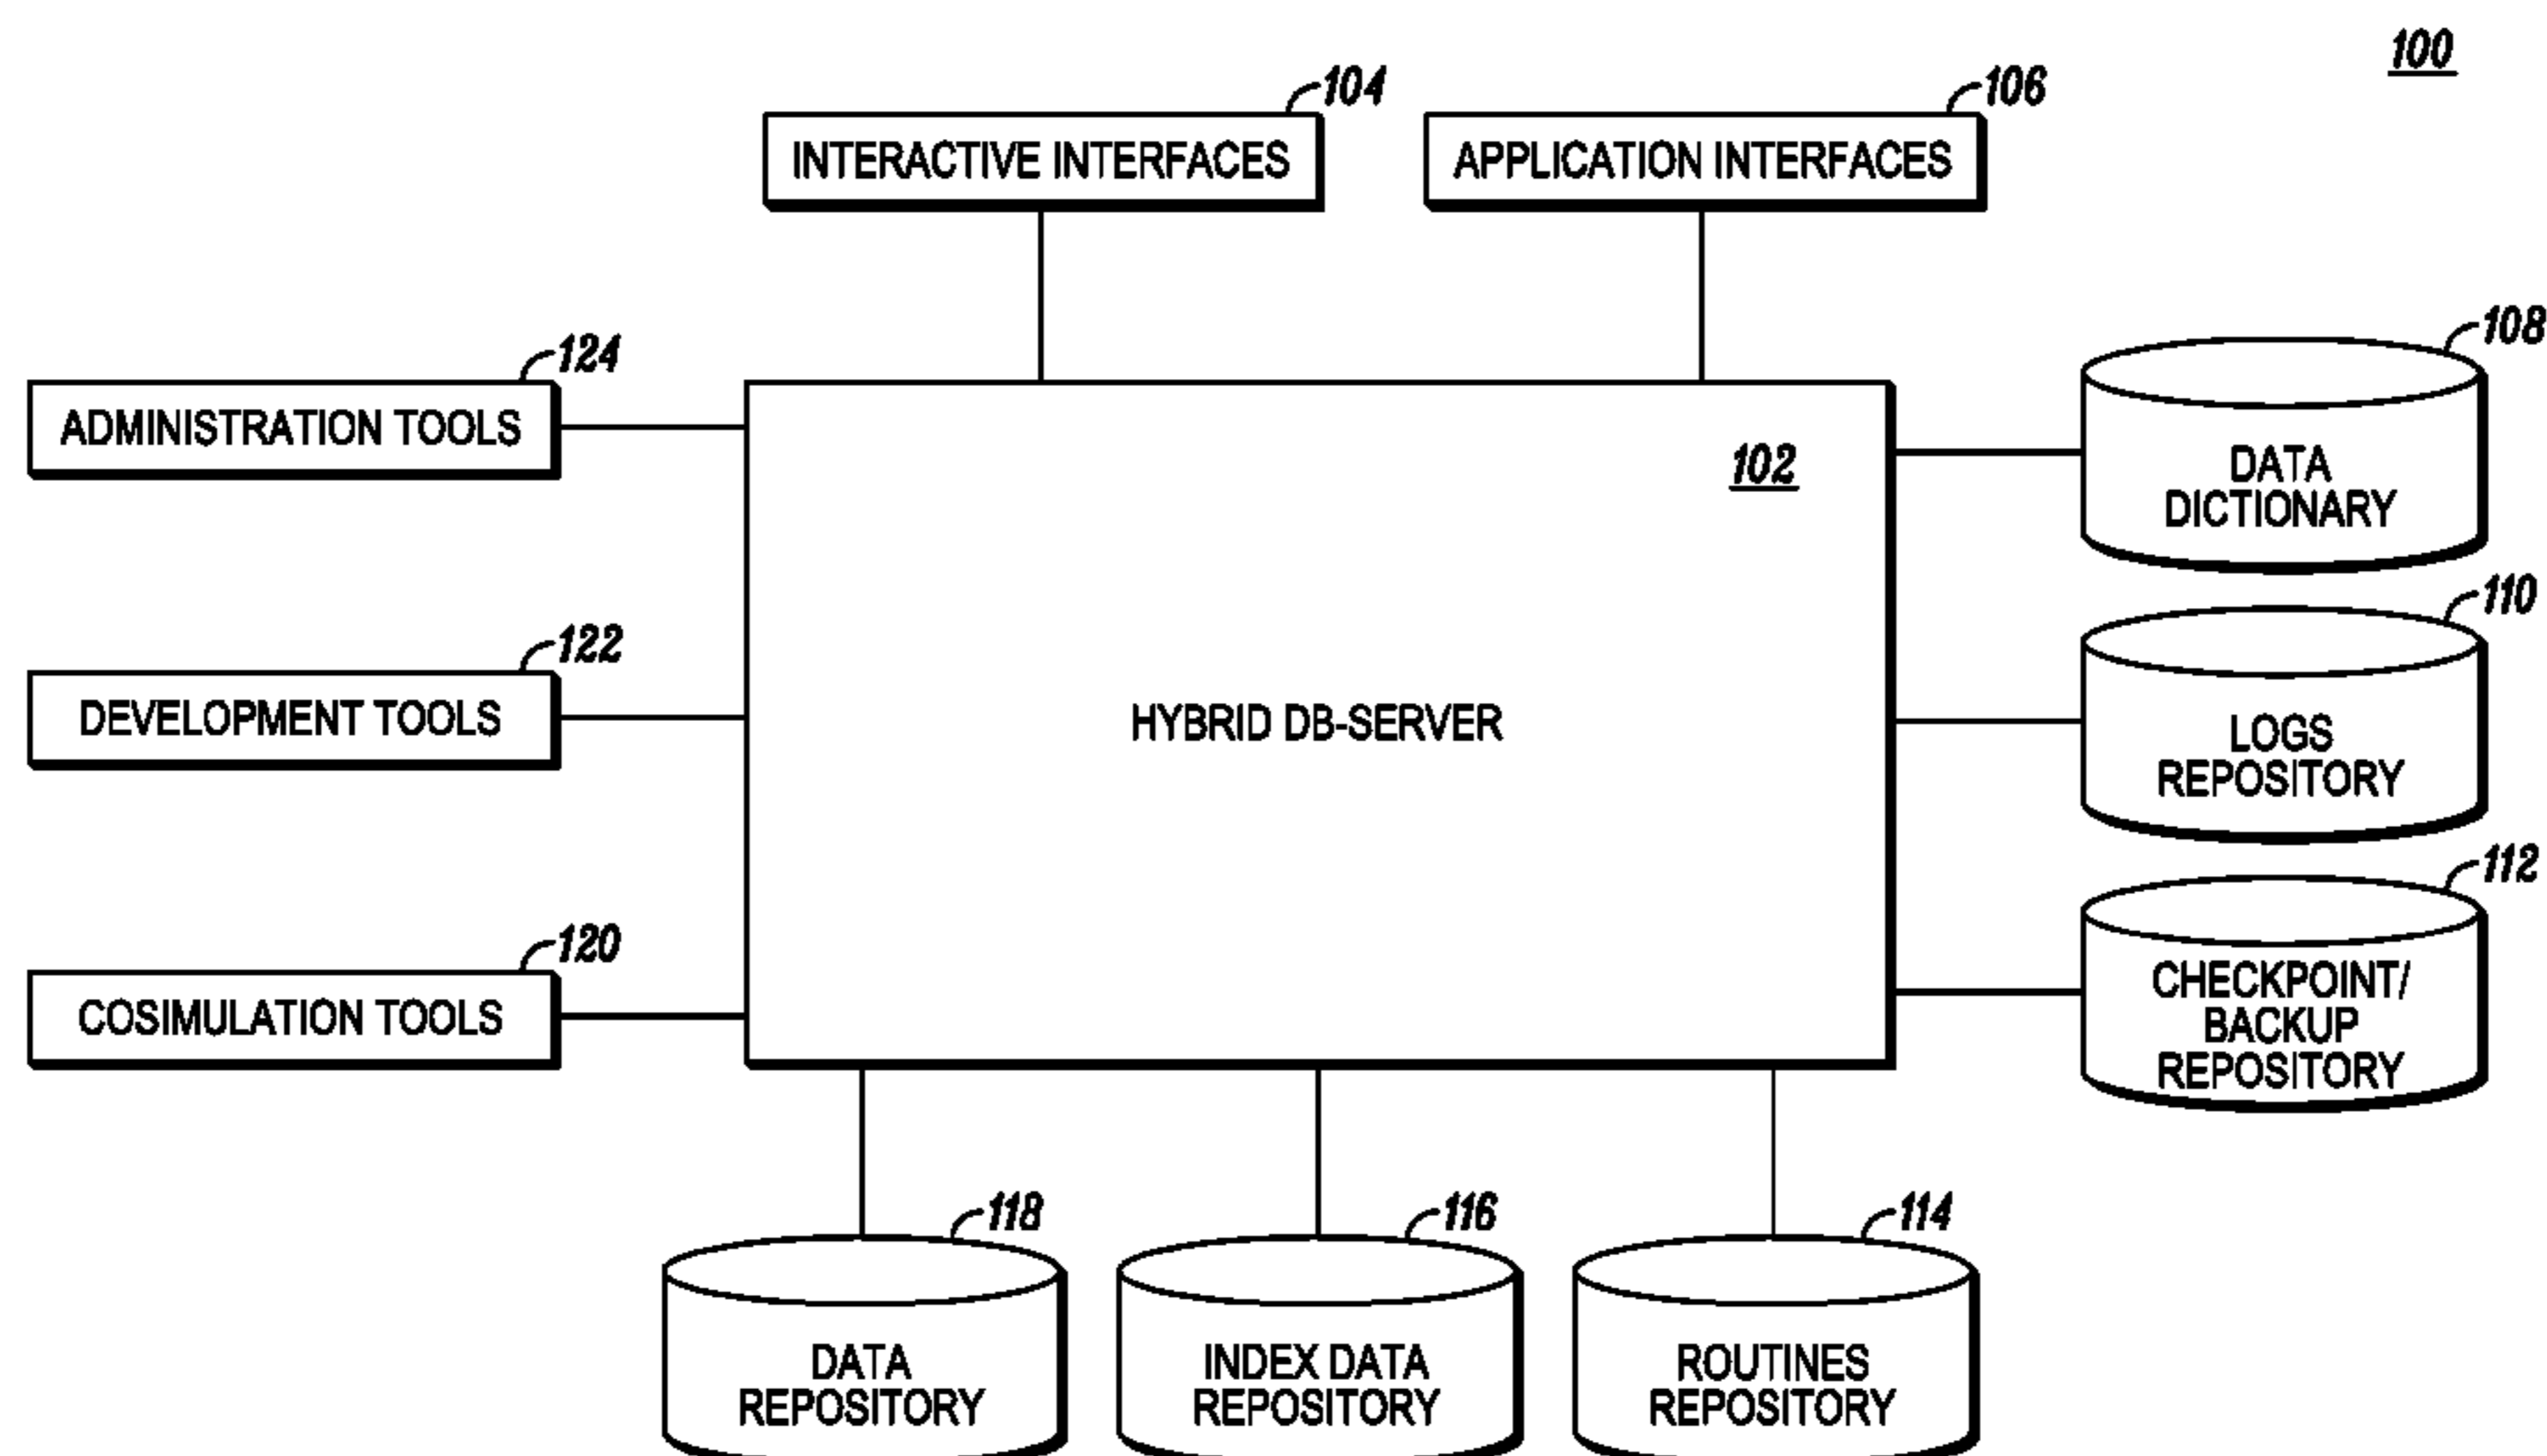 100
104
106
INTERACTIVE INTERFACES
APPLICATION INTERFACES
124
108
ADMINISTRATION TOOLS
102
DATA
DICTIONARY
122
110
DEVELOPMENT TOOLS
HYBRID DB-SERVER
LOGS
REPOSITORY
120
112
COSIMULATION TOOLS
CHECKPOINT/
BACKUP
REPOSITORY
118
116
114
DATA
REPOSITORY
INDEX DATA
REPOSITORY
ROUTINES
REPOSITORY